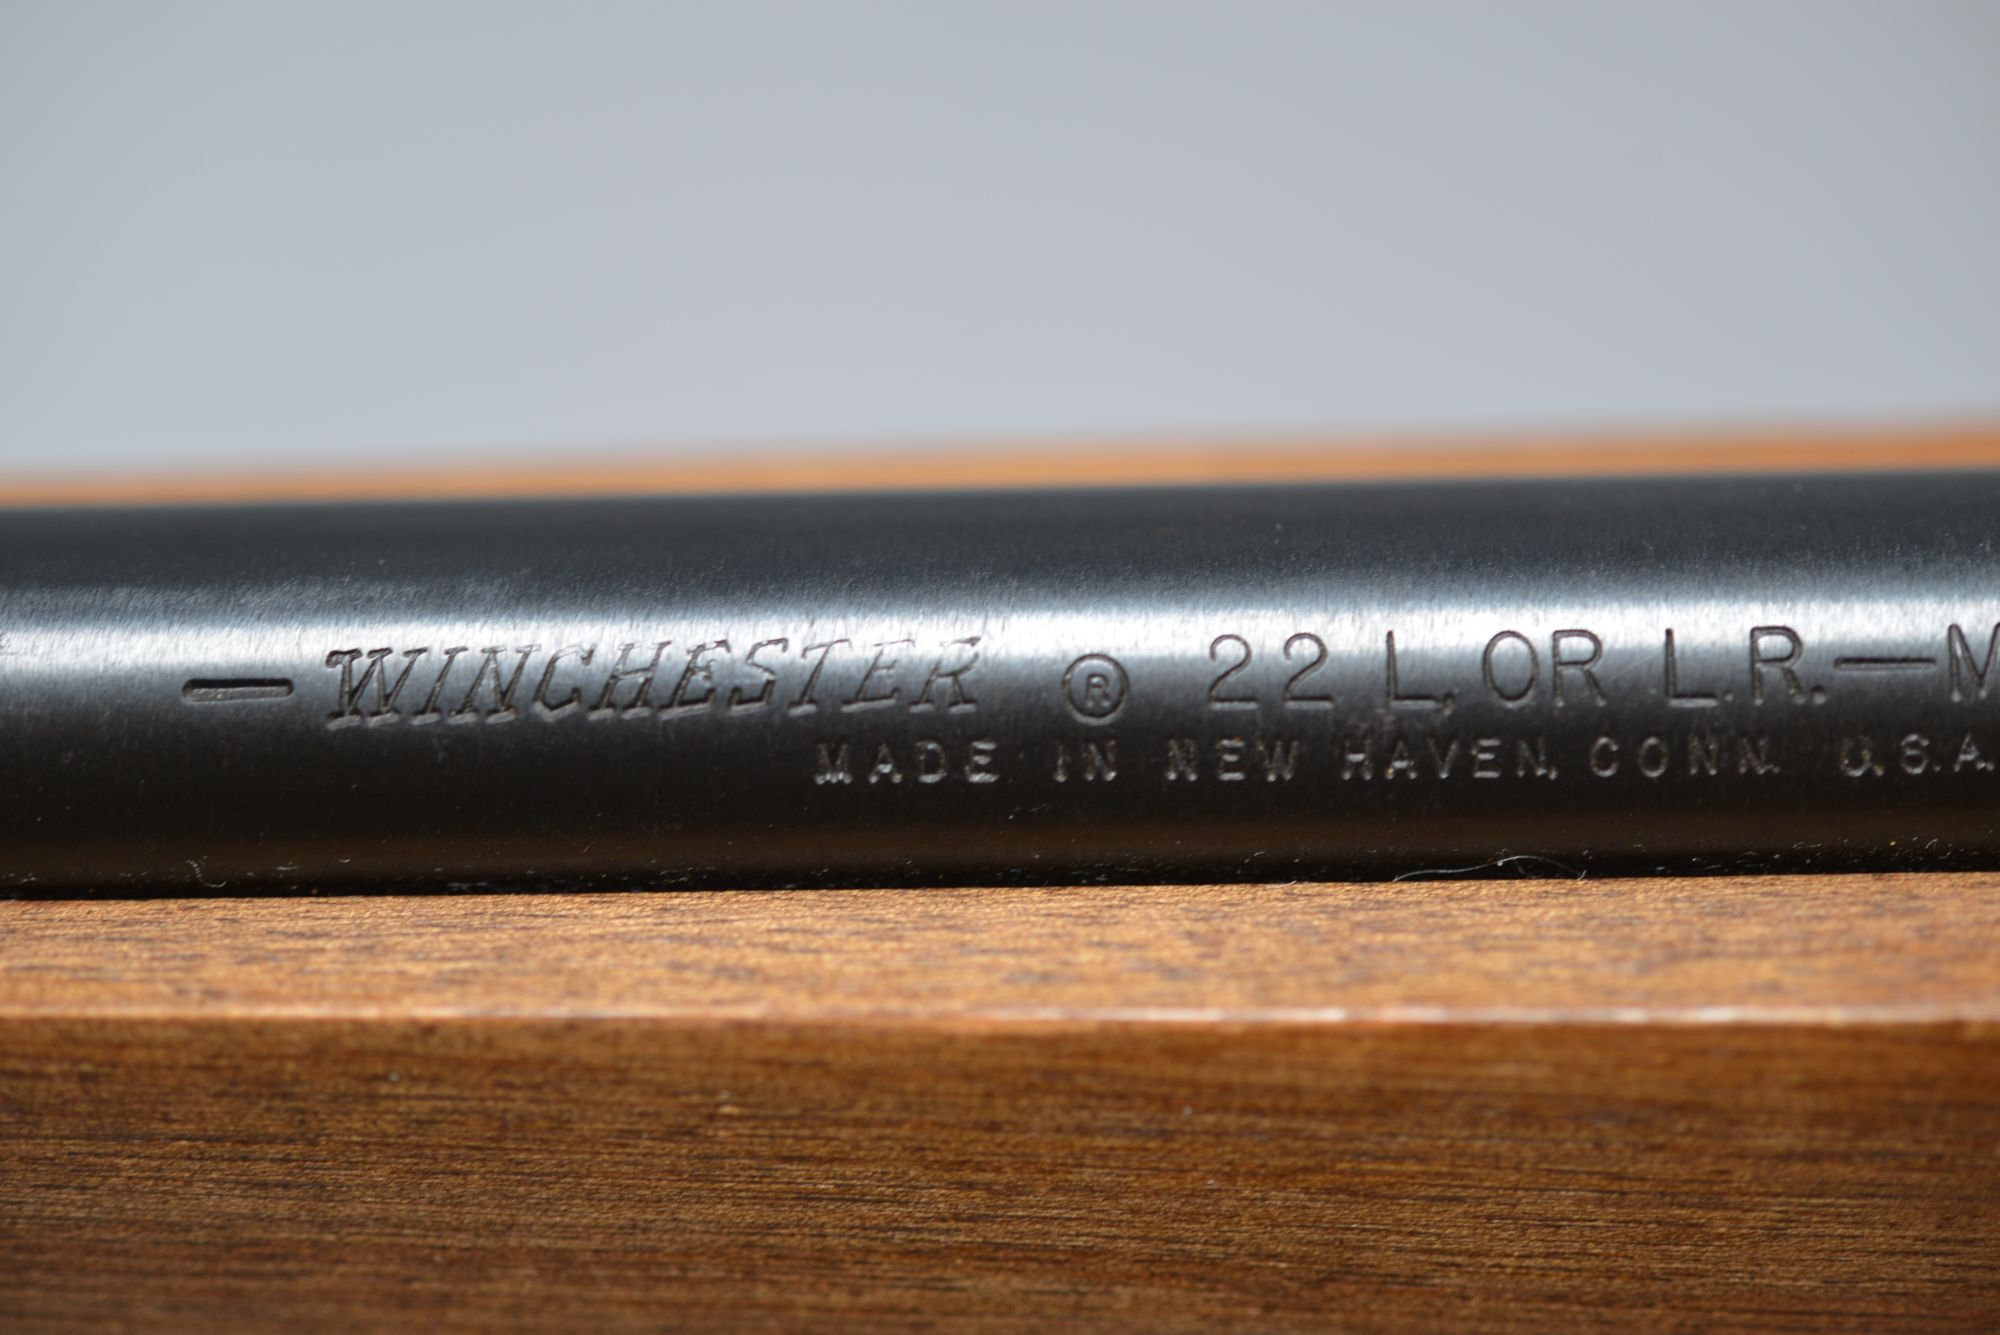 —WINCHESTER ® 22 L, OR L.R.—M
MADE IN NEW HAVEN, CONN. U.S.A.